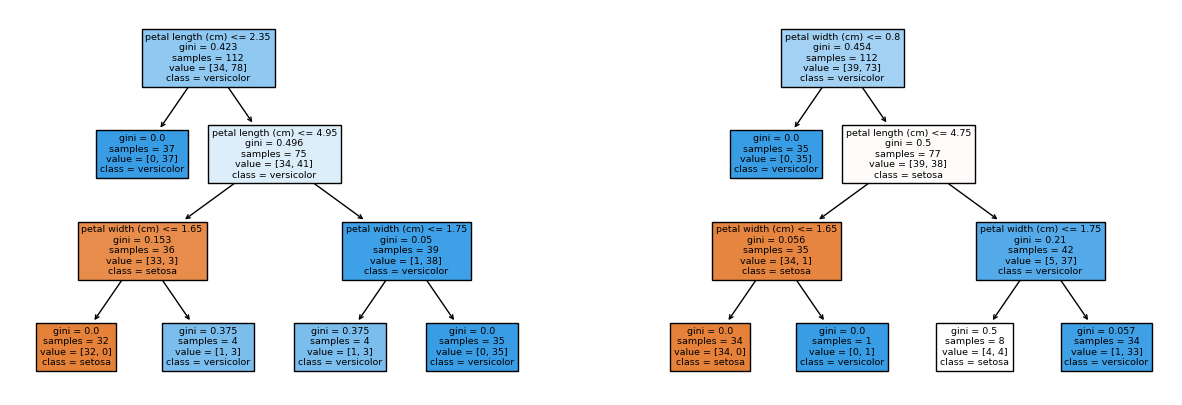 petal length (cm) <= 2.35
gini = 0.423
samples = 112
value = [34, 78]
class = versicolor
gini = 0.0
samples = 37
value = [0, 37]
class = versicolor
petal length (cm) <= 4.95
gini = 0.496
samples = 75
value = [34, 41]
class = versicolor
petal width (cm) <= 1.65
gini = 0.153
samples = 36
value = [33, 3]
class = setosa
petal width (cm) <= 1.75
gini = 0.05
samples = 39
value = [1, 38]
class = versicolor
gini = 0.0
samples = 32
value = [32, 0]
class = setosa
gini = 0.375
samples = 4
value = [1, 3]
class = versicolor
gini = 0.375
samples = 4
value = [1, 3]
class = versicolor
gini = 0.0
samples = 35
value = [0, 35]
class = versicolor
petal width (cm) <= 0.8
gini = 0.454
samples = 112
value = [39, 73]
class = versicolor
gini = 0.0
samples = 35
value = [0, 35]
class = versicolor
petal length (cm) <= 4.75
gini = 0.5
samples = 77
value = [39, 38]
class = setosa
petal width (cm) <= 1.65
gini = 0.056
samples = 35
value = [34, 1]
class = setosa
petal width (cm) <= 1.75
gini = 0.21
samples = 42
value = [5, 37]
class = versicolor
gini = 0.0
samples = 34
value = [34, 0]
class = setosa
gini = 0.0
samples = 1
value = [0, 1]
class = versicolor
gini = 0.5
samples = 8
value = [4, 4]
class = setosa
gini = 0.057
samples = 34
value = [1, 33]
class = versicolor